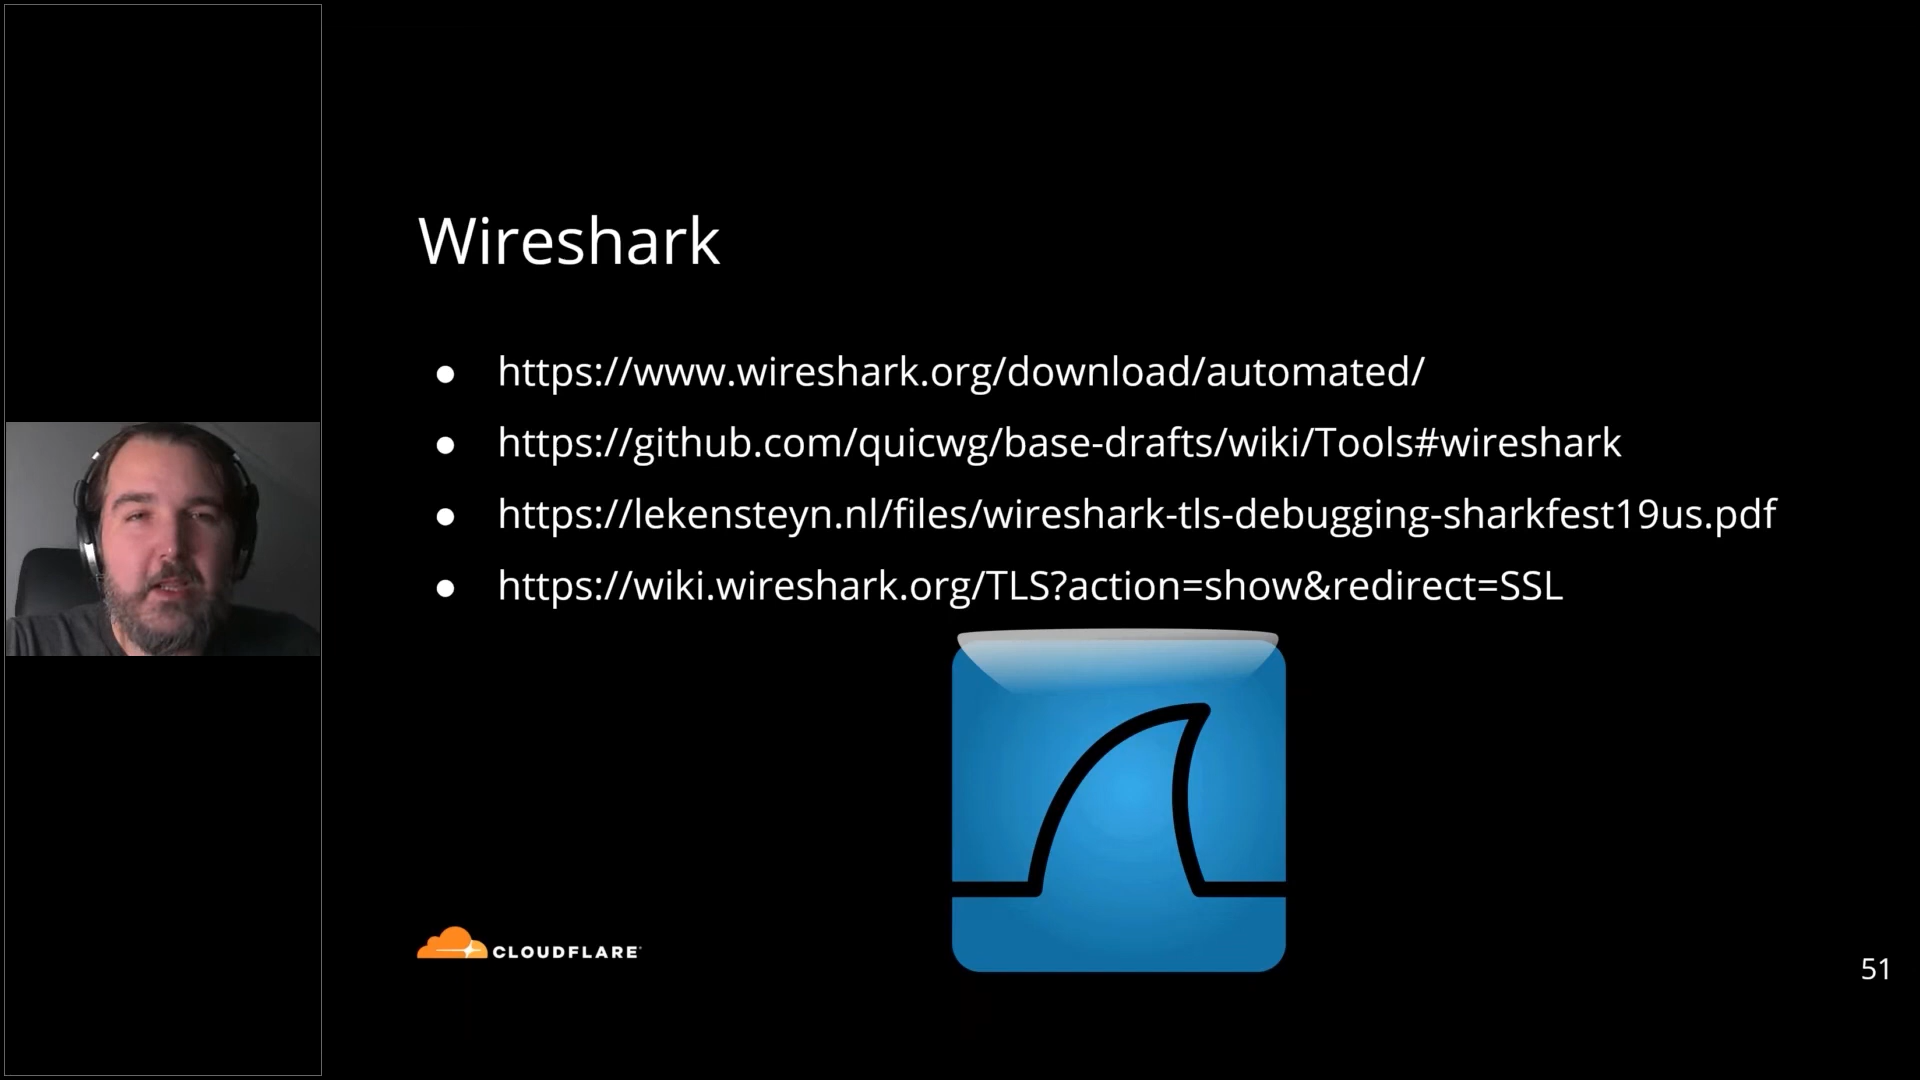 Wireshark
https://www.wireshark.org/download/automated/
https://github.com/quicwg/base-drafts/wiki/Tools#wireshark
https://lekensteyn.nl/files/wireshark-tls-debugging-sharkfest19us.pdf
https://wiki.wireshark.org/TLS?action=show&redirect=SSL
CLOUDFLARE
51